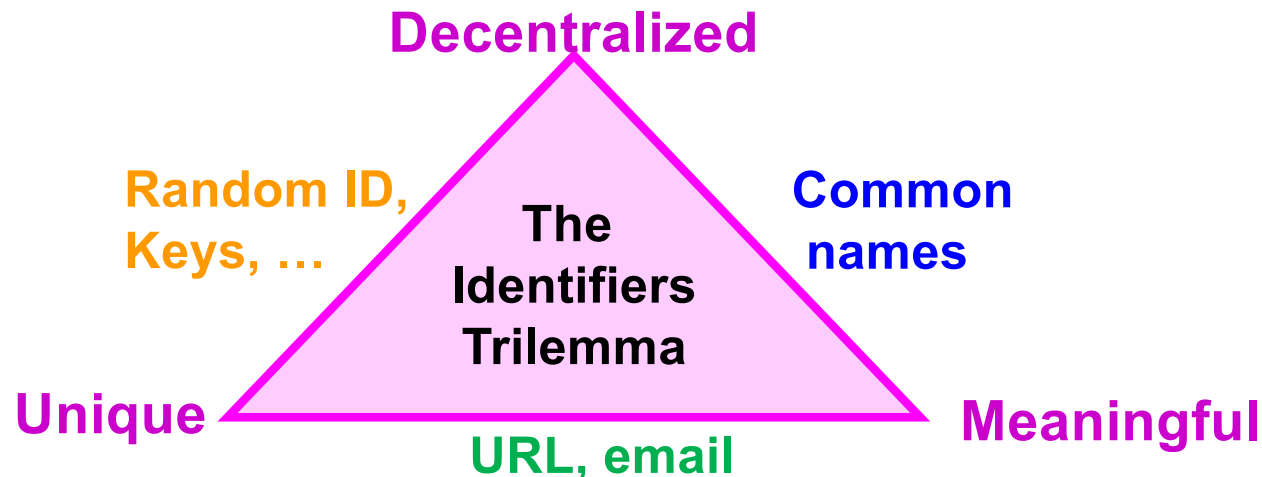 Decentralized
Random ID,
Keys, …
Common
names
The
Identifiers
Trilemma
Unique
Meaningful
URL, email